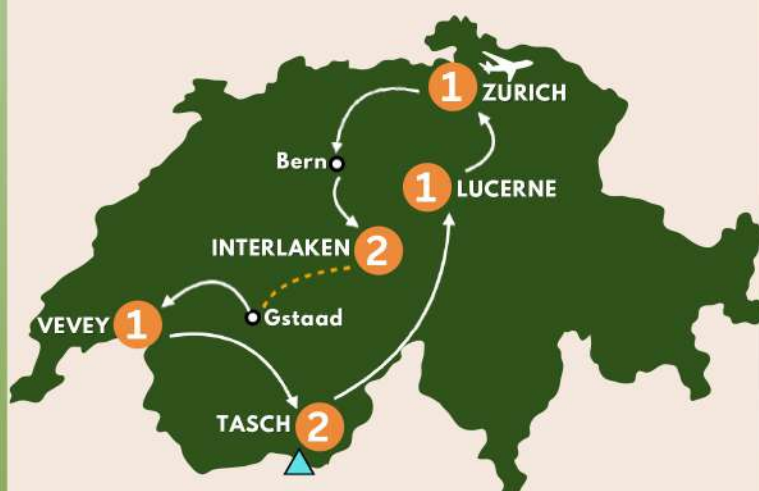 1 ZURICH
Bern
1 LUCERNE
INTERLAKEN 2
Gstaad
VEVEY 1
TASCH 2